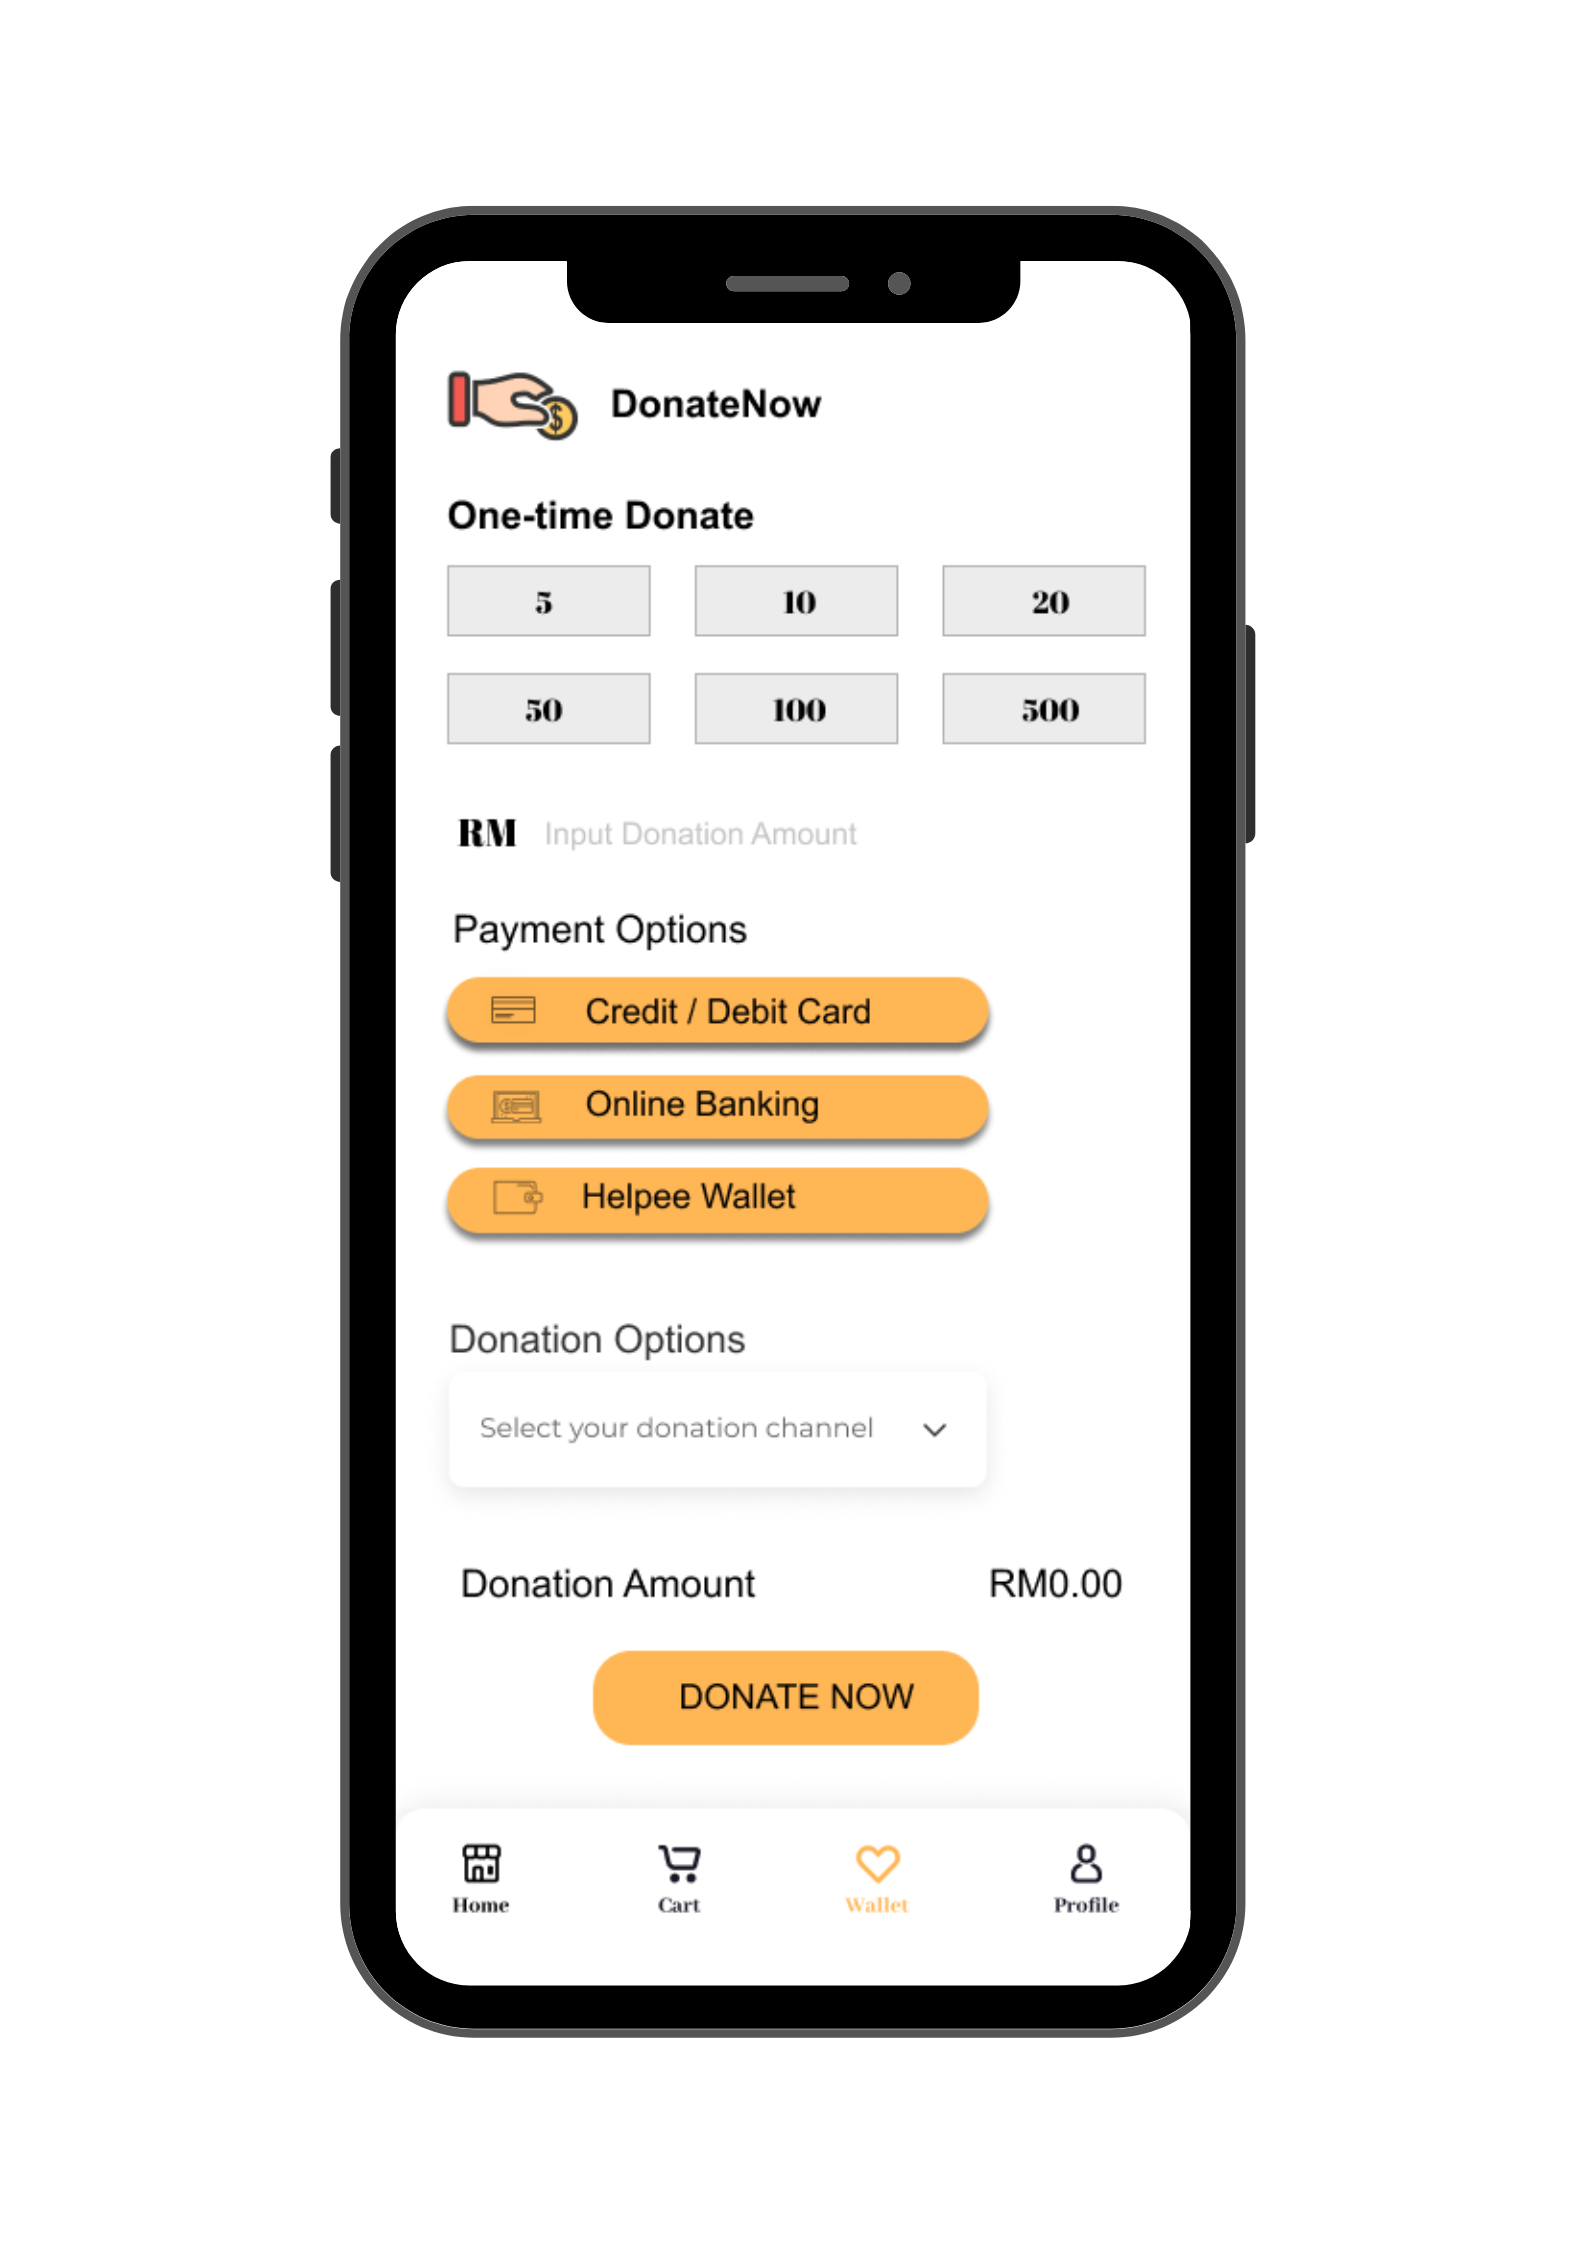 DonateNow
One-time Donate
5 10 20
50 100 500
RM Input Donation Amount
Payment Options
Credit / Debit Card
Online Banking
Helpee Wallet
Donation Options
Select your donation channel
Donation Amount RM0.00
DONATE NOW
Home Cart Wallet Profile